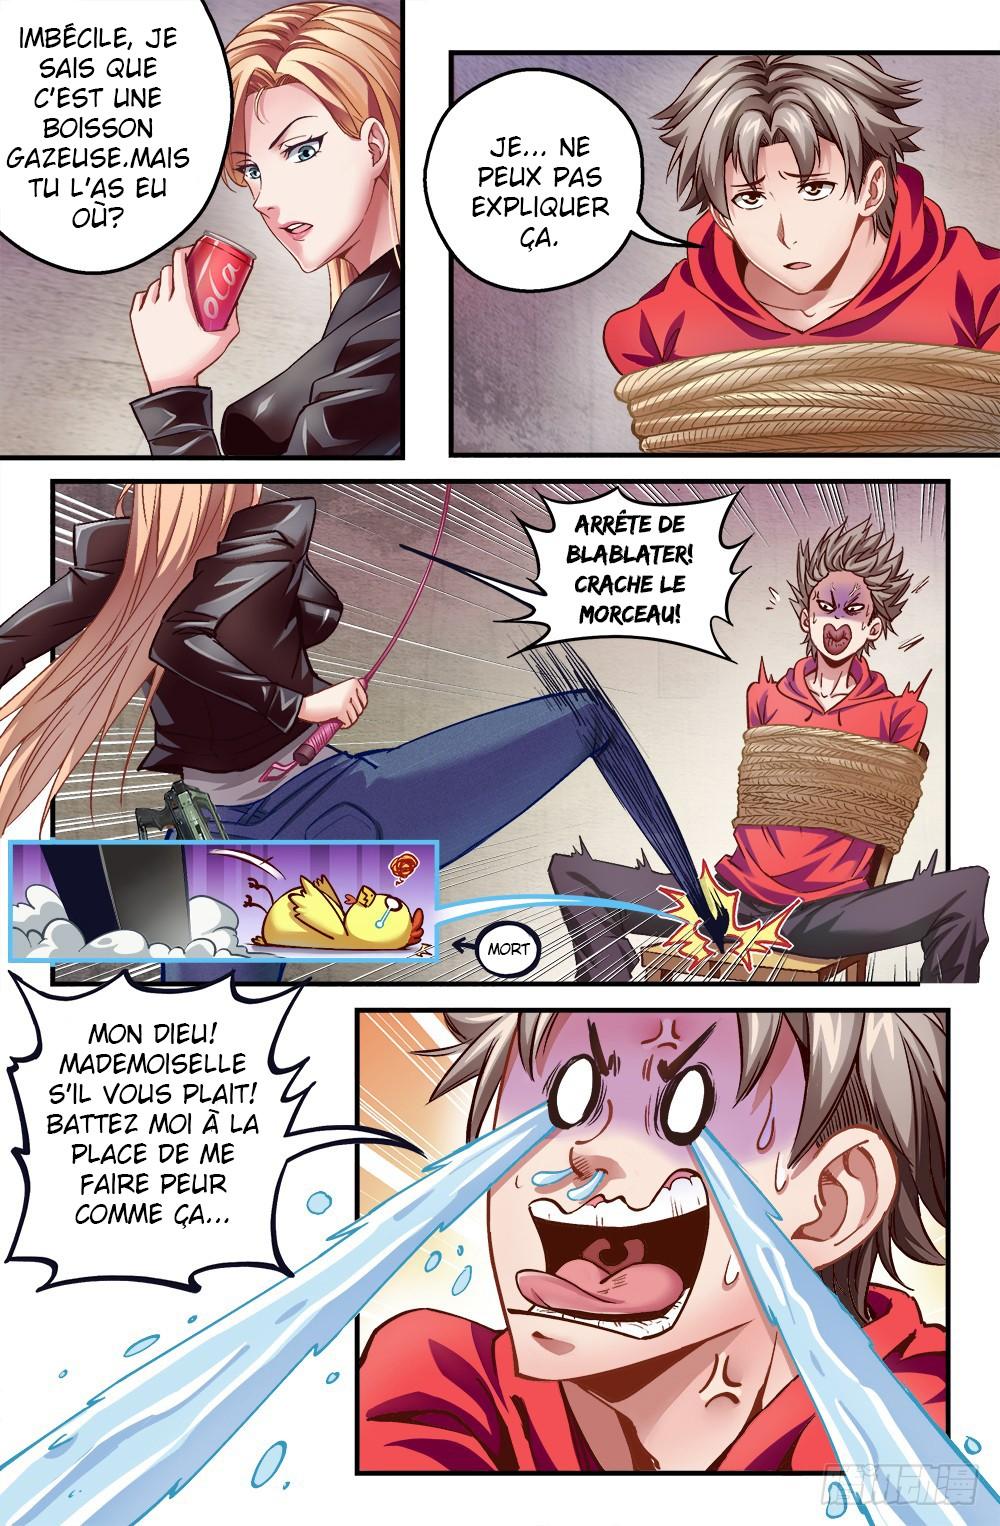 IMBÉCILE, JE
SAIS QUE
C'EST UNE
BOISSON
GAZEUSE.MAIS
TU L'AS EU
OÙ?
ola
JE... NE
PEUX PAS
EXPLIQUER
ÇA.
ARRÊTE DE
BLABLATER!
CRACHE LE
MORCEAU!
MORT
MON DIEU!
MADEMOISELLE
S'IL VOUS PLAIT!
BATTEZ MOI À LA
PLACE DE ME
FAIRE PEUR
COMME ÇA...